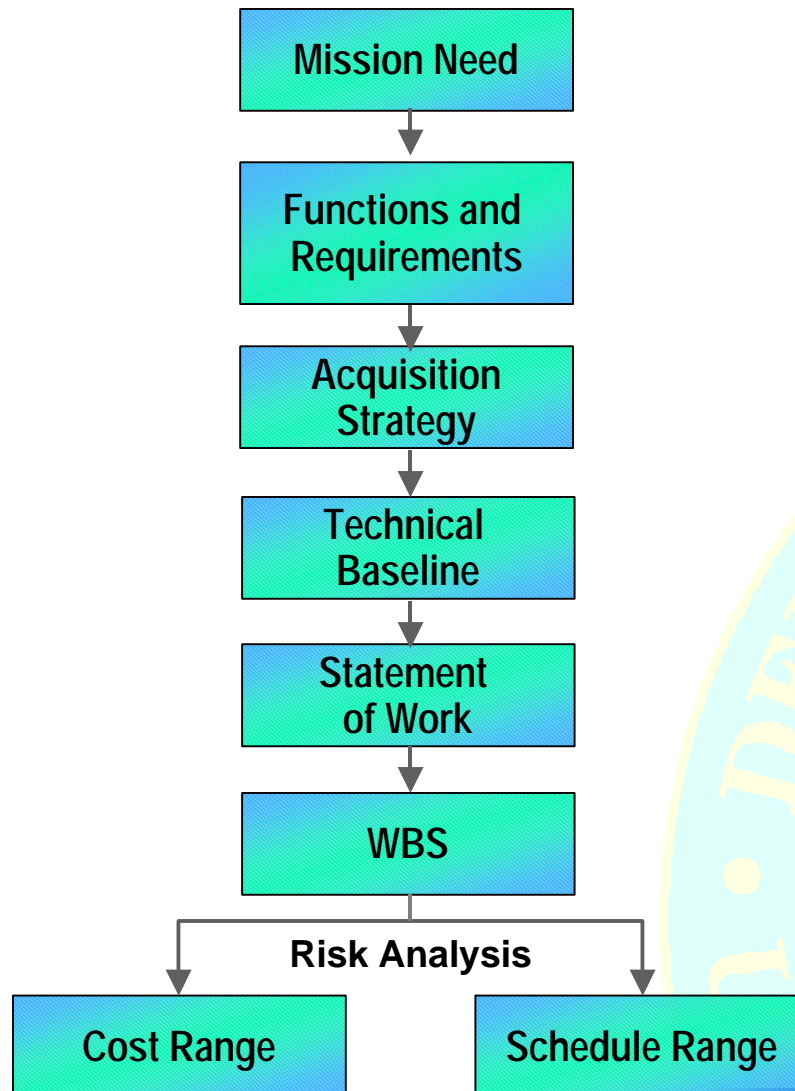 Mission Need
Functions and
Requirements
Acquisition
Strategy
Technical
Baseline
Statement
of Work
WBS
Risk Analysis
Cost Range
Schedule Range